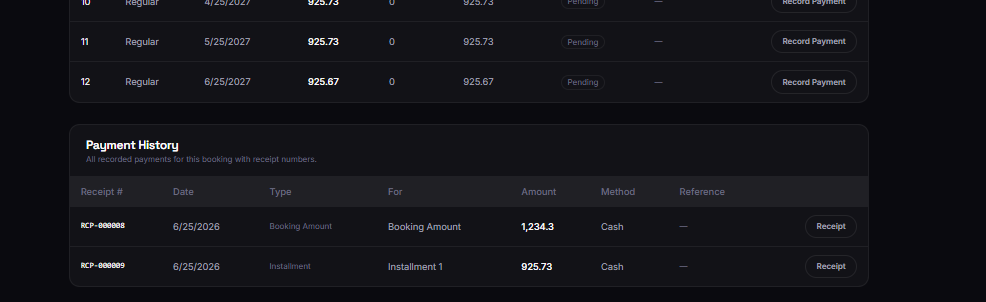 10 Regular 4/25/2027 925.73 0 925.73 Pending — Record Payment
11 Regular 5/25/2027 925.73 0 925.73 Pending — Record Payment
12 Regular 6/25/2027 925.67 0 925.67 Pending — Record Payment
Payment History
All recorded payments for this booking with receipt numbers.
Receipt # Date Type For Amount Method Reference
RCP-000008 6/25/2026 Booking Amount Booking Amount 1,234.3 Cash — Receipt
RCP-000009 6/25/2026 Installment Installment 1 925.73 Cash — Receipt